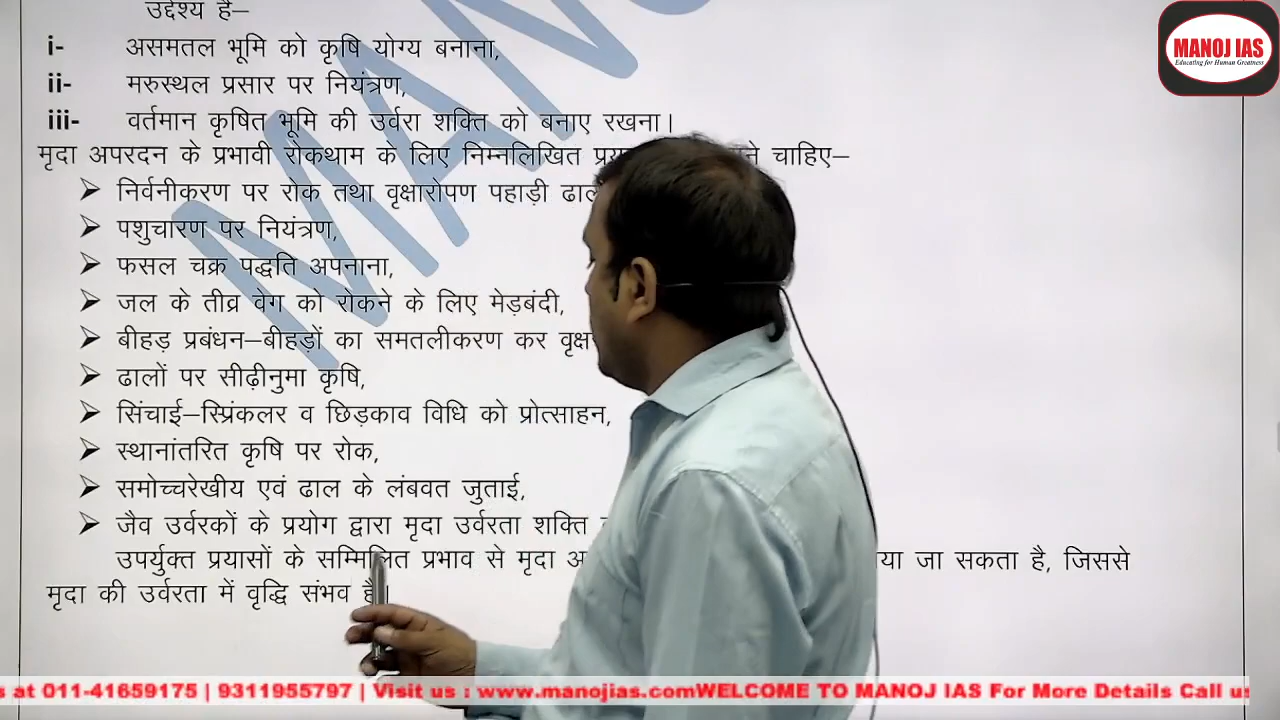 उद्देश्य है–
i- असमतल भूमि को कृषि योग्य बनाना,
ii- मरुस्थल प्रसार पर नियंत्रण,
iii- वर्तमान कृषित भूमि की उर्वरा शक्ति को बनाए रखना।
मृदा अपरदन के प्रभावी रोकथाम के लिए निम्नलिखित चाहिए–
➤ निर्वनीकरण पर रोक तथा वृक्षारोपण पहाड़ी
➤ पशुचारण पर नियंत्रण,
➤ फसल चक्र पद्धति अपनाना,
➤ जल के तीव्र वेग को रोकने के लिए मेड़बंदी,
➤ बीहड़ प्रबंधन–बीहड़ों का समतलीकरण कर
➤ ढालों पर सीढ़ीनुमा कृषि,
➤ सिंचाई–स्प्रिंकलर व छिड़काव विधि को प्रोत्साहन,
➤ स्थानांतरित कृषि पर रोक,
➤ समोच्चरेखीय एवं ढाल के लंबवत जुताई,
➤ जैव उर्वरकों के प्रयोग द्वारा मृदा उर्वरता शक्ति
उपर्युक्त प्रयासों के सम्मिलित प्रभाव से मृदा जा सकता है, जिससे
मृदा की उर्वरता में वृद्धि संभव है।
MANOJ IAS
Educating for Human Greatness
s at 011-41659175 | 9311955797 | Visit us : www.manojias.comWELCOME TO MANOJ IAS For More Details Call us